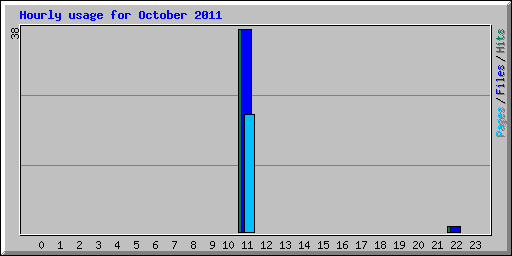 Hourly usage for October 2011
38
Pages/Files/Hits
0 1 2 3 4 5 6 7 8 9 10 11 12 13 14 15 16 17 18 19 20 21 22 23